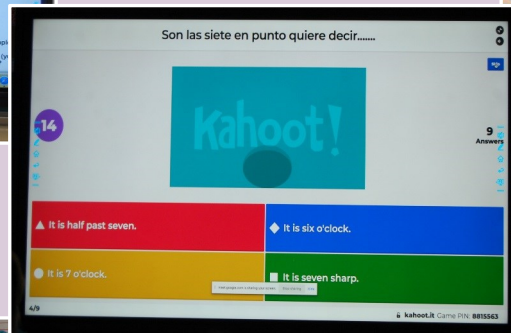 Son las siete en punto quiere decir.......
14
Kahoot!
9
Answers
It is half past seven.
It is six o'clock.
It is 7 o'clock.
It is seven sharp.
4/9
kahoot.it Game PIN: 8815563